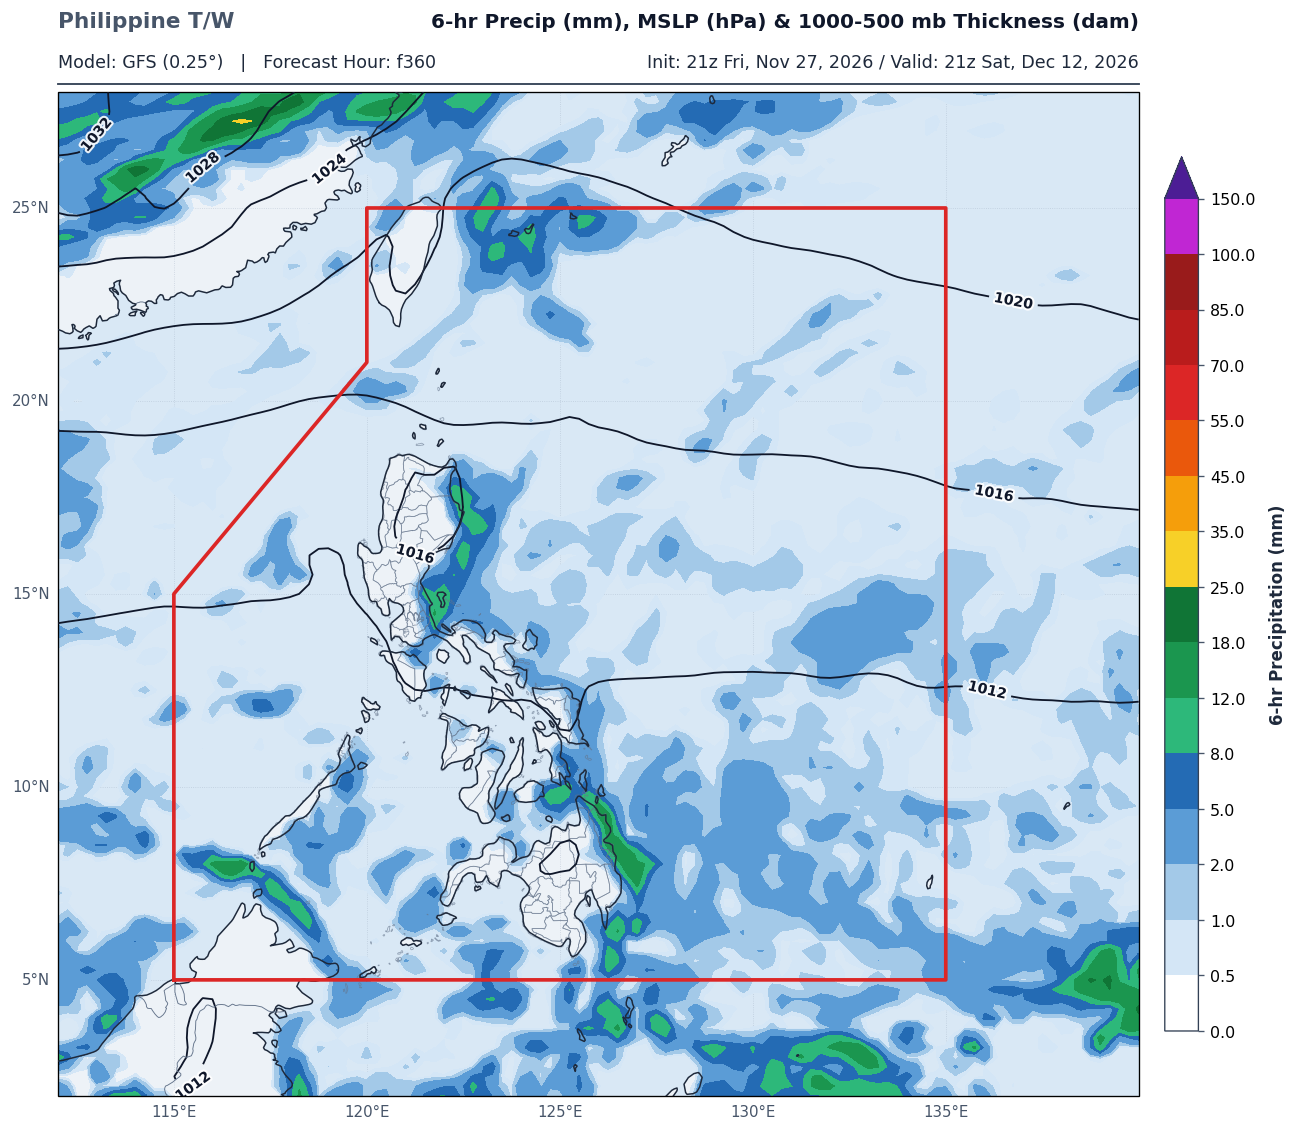 Philippine T/W
6-hr Precip (mm), MSLP (hPa) & 1000-500 mb Thickness (dam)
Model: GFS (0.25°)   |   Forecast Hour: f360
Init: 21z Fri, Nov 27, 2026 / Valid: 21z Sat, Dec 12, 2026
1032
1028
1024
1020
1016
1016
1012
1012
25°N
20°N
15°N
10°N
5°N
115°E
120°E
125°E
130°E
135°E
150.0
100.0
85.0
70.0
55.0
45.0
35.0
25.0
18.0
12.0
8.0
5.0
2.0
1.0
0.5
0.0
6-hr Precipitation (mm)